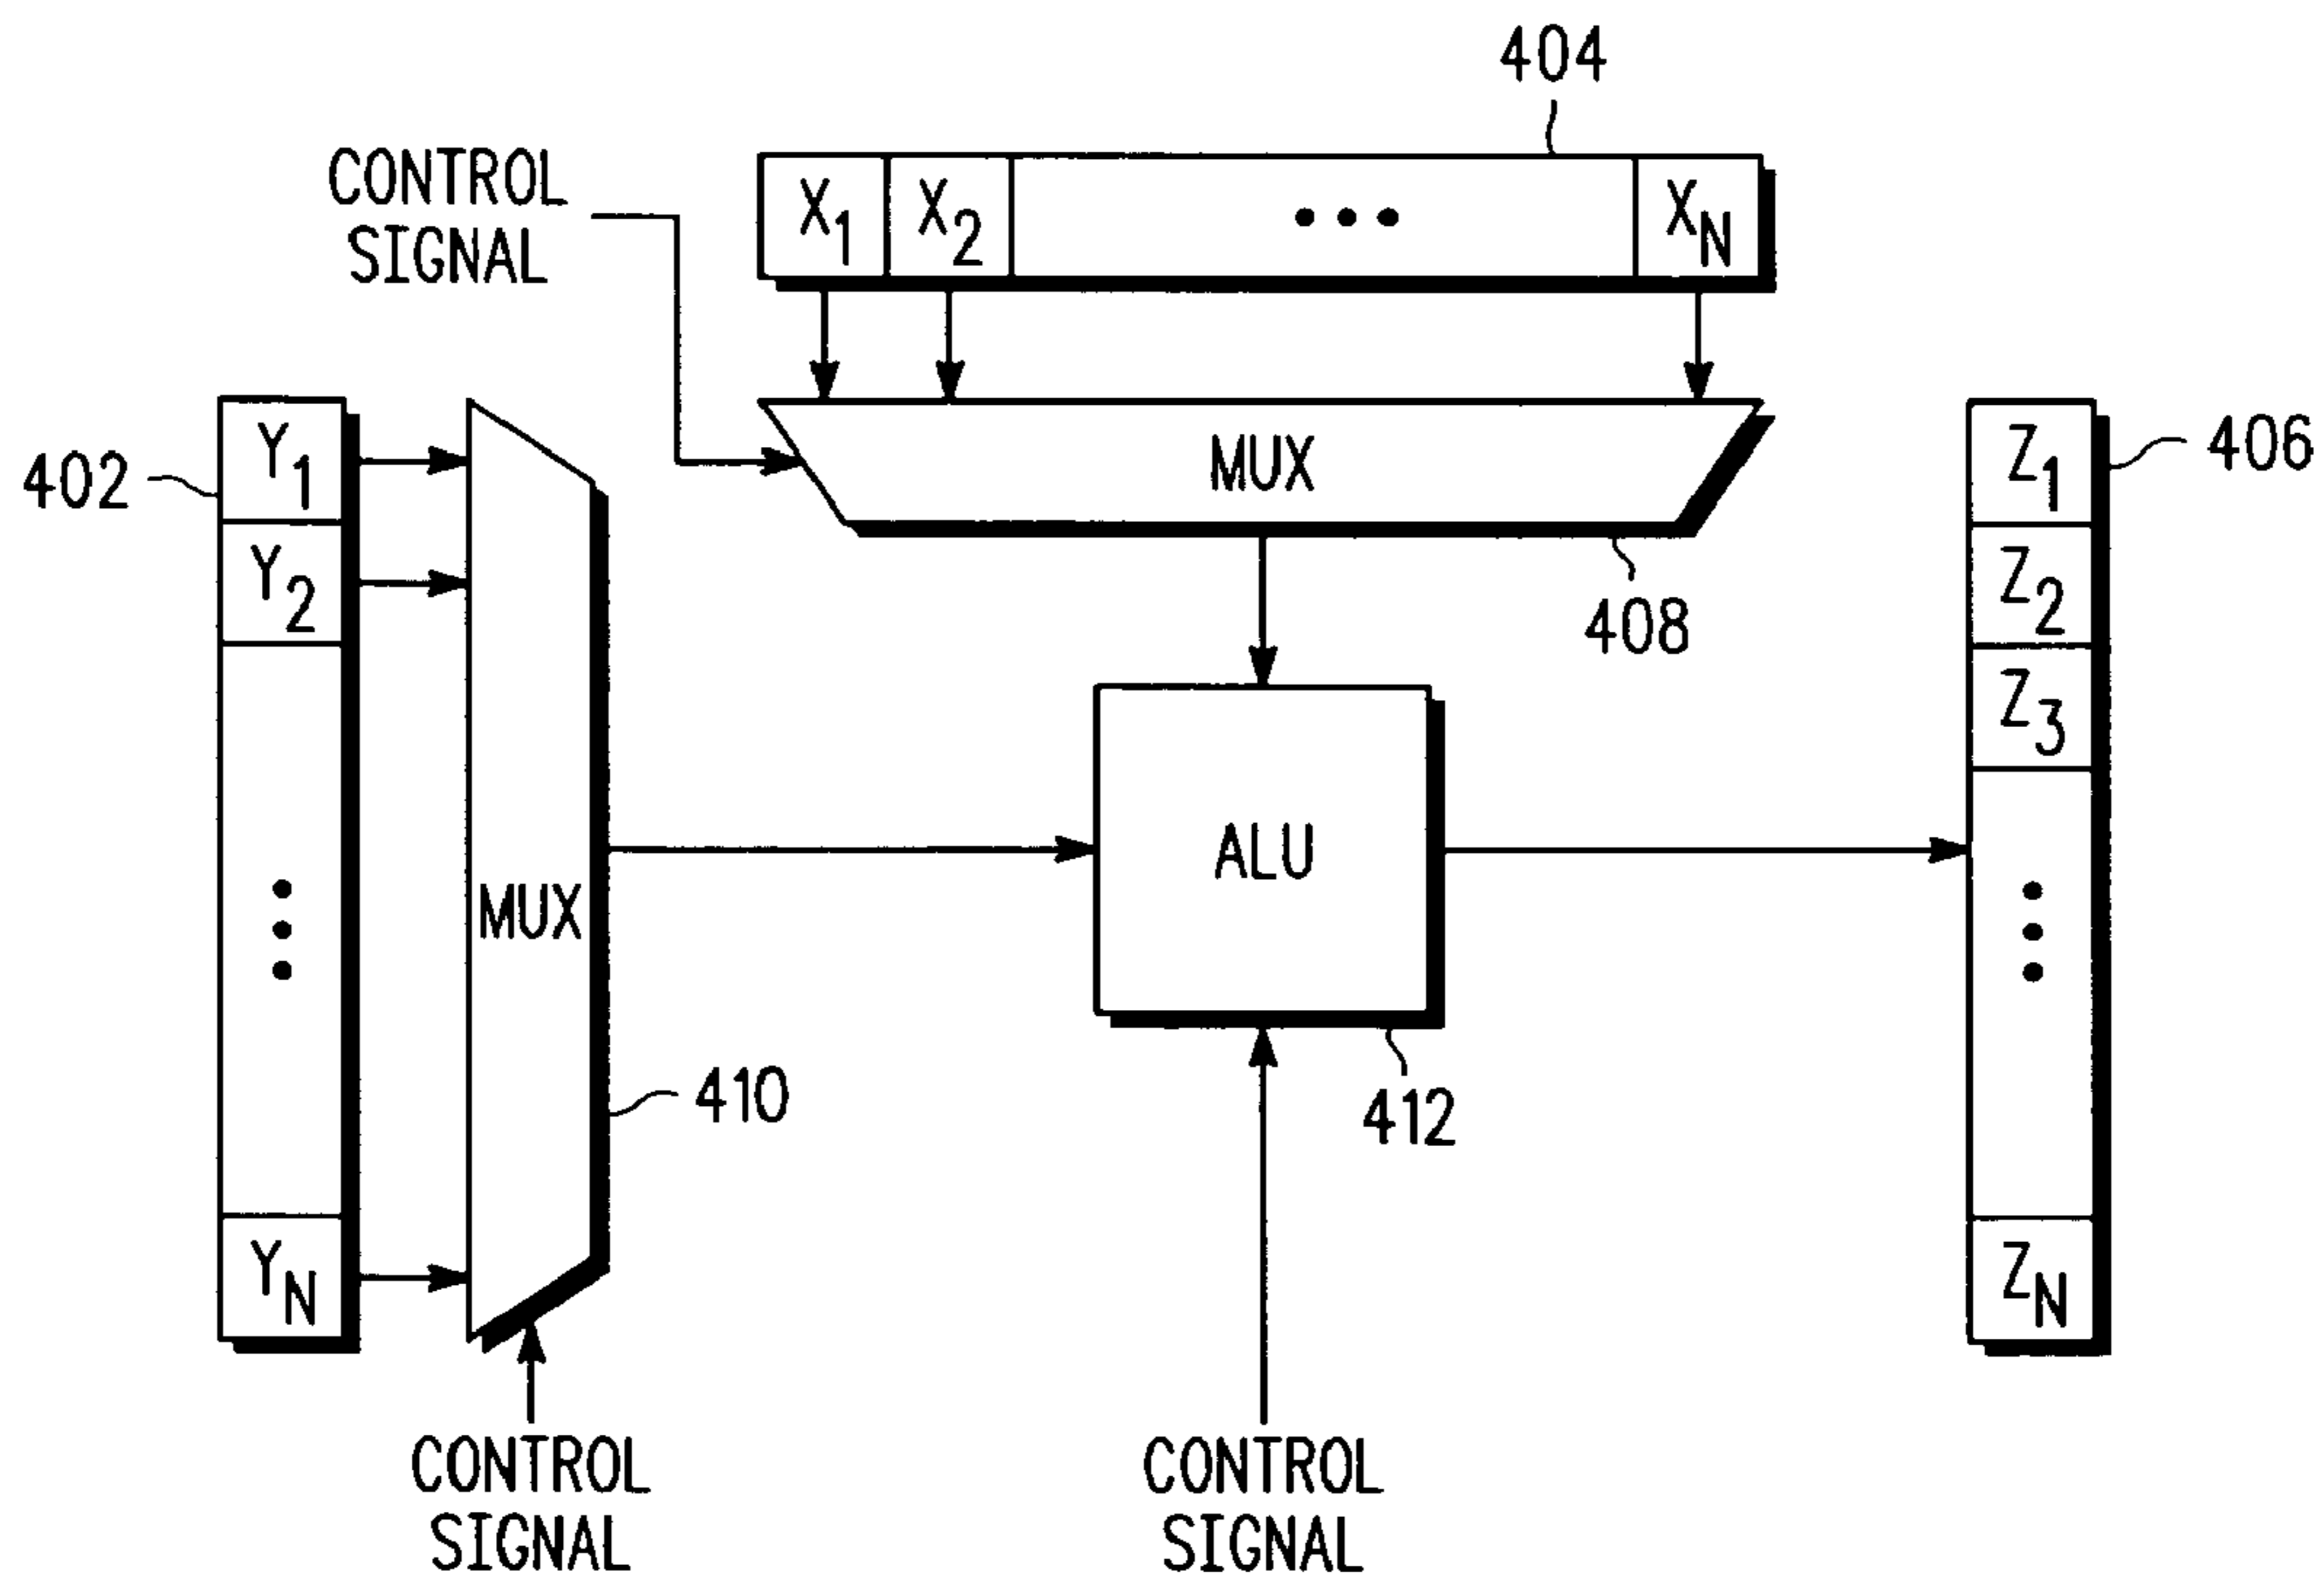 404
CONTROL
SIGNAL
X1 X2 ••• XN
402
Y1
Y2
YN
MUX
408
Z1
Z2
Z3
ZN
406
MUX
410
ALU
412
CONTROL
SIGNAL
CONTROL
SIGNAL